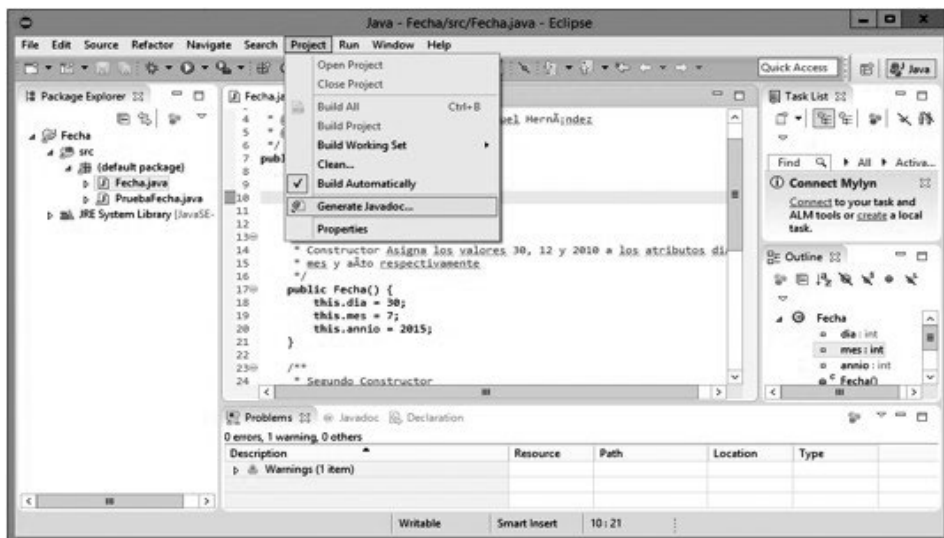 Java - Fecha/src/Fecha.java - Eclipse
File Edit Source Refactor Navigate Search Project Run Window Help
Quick Access
Java
Package Explorer
Fecha
src
(default package)
Fecha.java
PruebaFecha.java
JRE System Library [JavaSE-
Fecha.ja
Open Project
Close Project
Build All Ctrl+B
Build Project
Build Working Set
Clean...
Build Automatically
Generate Javadoc...
Properties
4 * uel HernÃ¡ndez
5 *
6 */
7 publ
8
9
10
11
12
13
14 * Constructor Asigna los valores 30, 12 y 2010 a los atributos di
15 * mes y aÃ±o respectivamente
16 */
17 public Fecha() {
18 this.dia = 30;
19 this.mes = 7;
20 this.annio = 2015;
21 }
22
23 /**
24 * Segundo Constructor
Task List
Find All Activa...
Connect Mylyn
Connect to your task and
ALM tools or create a local
task.
Outline
Fecha
dia : int
mes : int
annio : int
Fecha()
Problems Javadoc Declaration
0 errors, 1 warning, 0 others
Description Resource Path Location Type
Warnings (1 item)
Writable Smart Insert 10 : 21